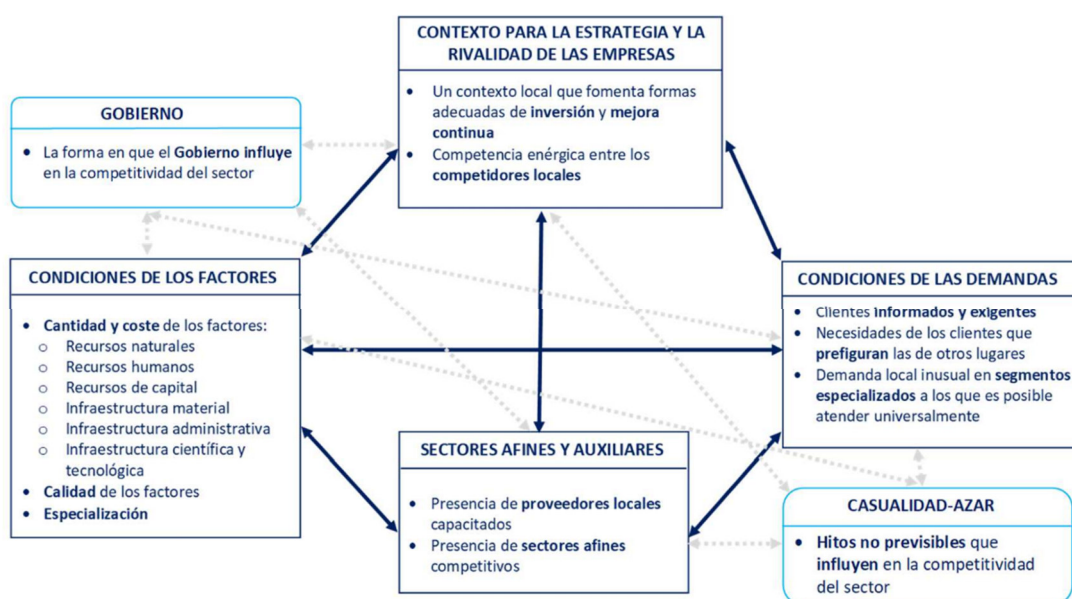 CONTEXTO PARA LA ESTRATEGIA Y LA
RIVALIDAD DE LAS EMPRESAS
• Un contexto local que fomenta formas
adecuadas de inversión y mejora
continua
• Competencia enérgica entre los
competidores locales
GOBIERNO
• La forma en que el Gobierno influye
en la competitividad del sector
CONDICIONES DE LOS FACTORES
• Cantidad y coste de los factores:
o Recursos naturales
o Recursos humanos
o Recursos de capital
o Infraestructura material
o Infraestructura administrativa
o Infraestructura científica y
tecnológica
• Calidad de los factores
• Especialización
CONDICIONES DE LAS DEMANDAS
• Clientes informados y exigentes
• Necesidades de los clientes que
prefiguran las de otros lugares
• Demanda local inusual en segmentos
especializados a los que es posible
atender universalmente
SECTORES AFINES Y AUXILIARES
• Presencia de proveedores locales
capacitados
• Presencia de sectores afines
competitivos
CASUALIDAD-AZAR
• Hitos no previsibles que
influyen en la competitividad
del sector